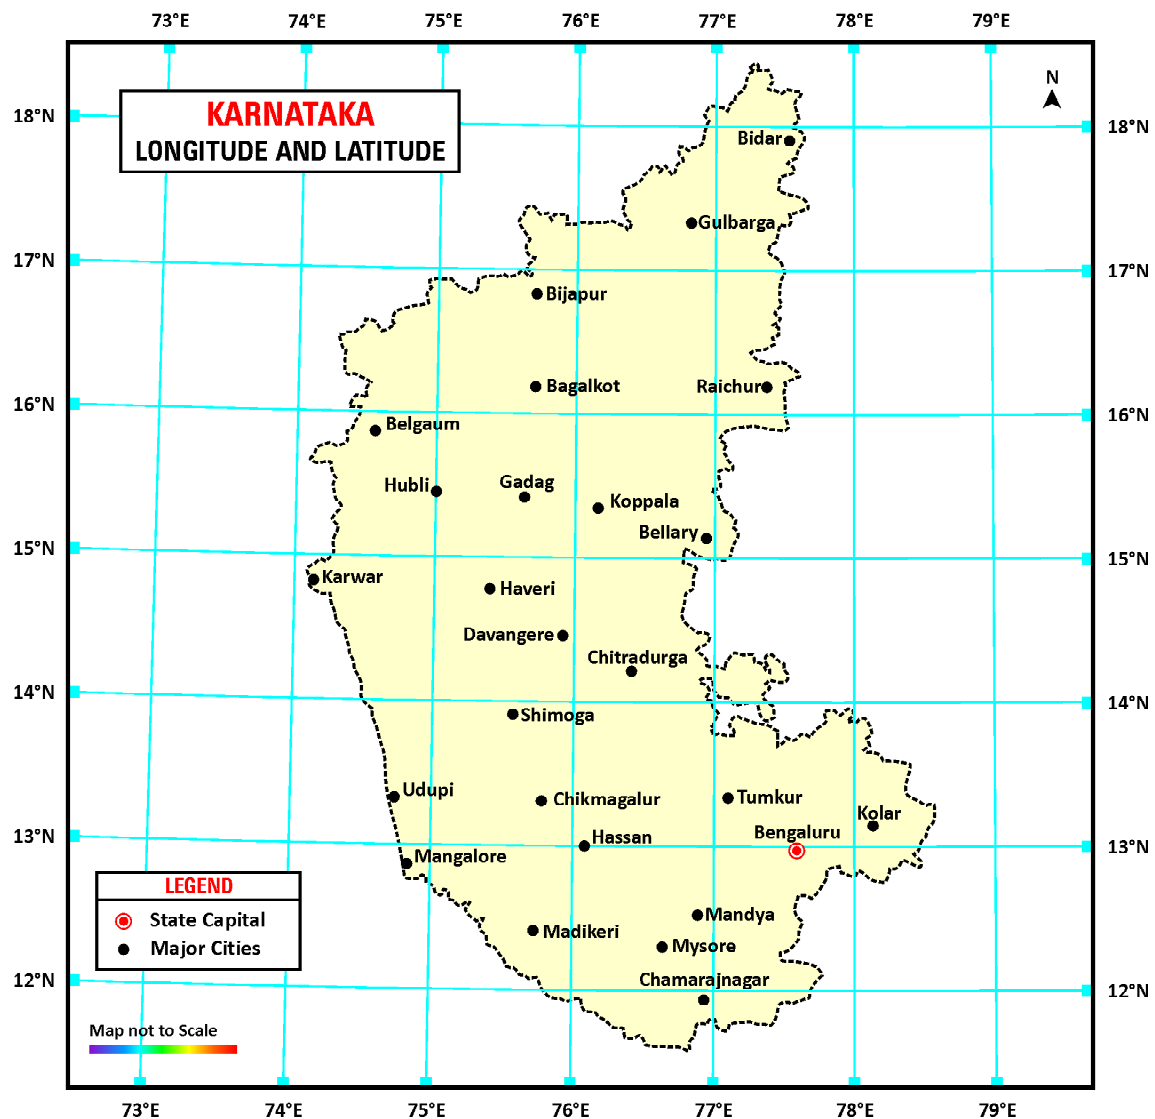 73°E 74°E 75°E 76°E 77°E 78°E 79°E
N
KARNATAKA
LONGITUDE AND LATITUDE
18°N
18°N
Bidar
Gulbarga
17°N
17°N
Bijapur
Bagalkot
Raichur
16°N
16°N
Belgaum
Hubli
Gadag
Koppala
Bellary
15°N
15°N
Karwar
Haveri
Davangere
Chitradurga
14°N
14°N
Shimoga
Udupi
Chikmagalur
Tumkur
Kolar
Bengaluru
13°N
13°N
Hassan
Mangalore
LEGEND
State Capital
Major Cities
Mandya
Madikeri
Mysore
Chamarajnagar
12°N
12°N
Map not to Scale
73°E 74°E 75°E 76°E 77°E 78°E 79°E